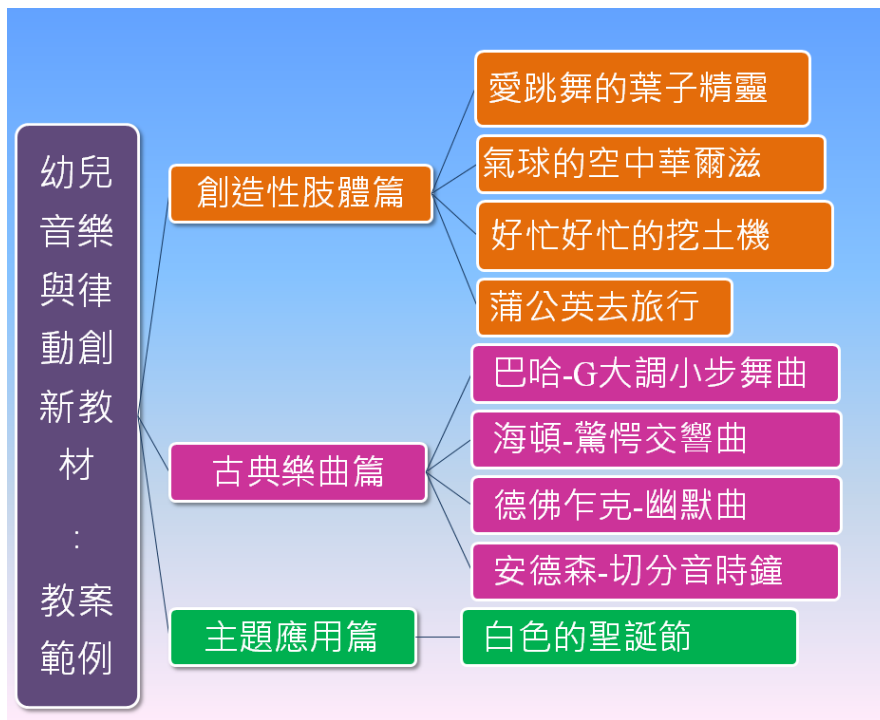 幼兒
音樂
與律
動創
新教
材
:
教案
範例
創造性肢體篇
愛跳舞的葉子精靈
氣球的空中華爾滋
好忙好忙的挖土機
蒲公英去旅行
古典樂曲篇
巴哈-G大調小步舞曲
海頓-驚愕交響曲
德佛乍克-幽默曲
安德森-切分音時鐘
主題應用篇
白色的聖誕節